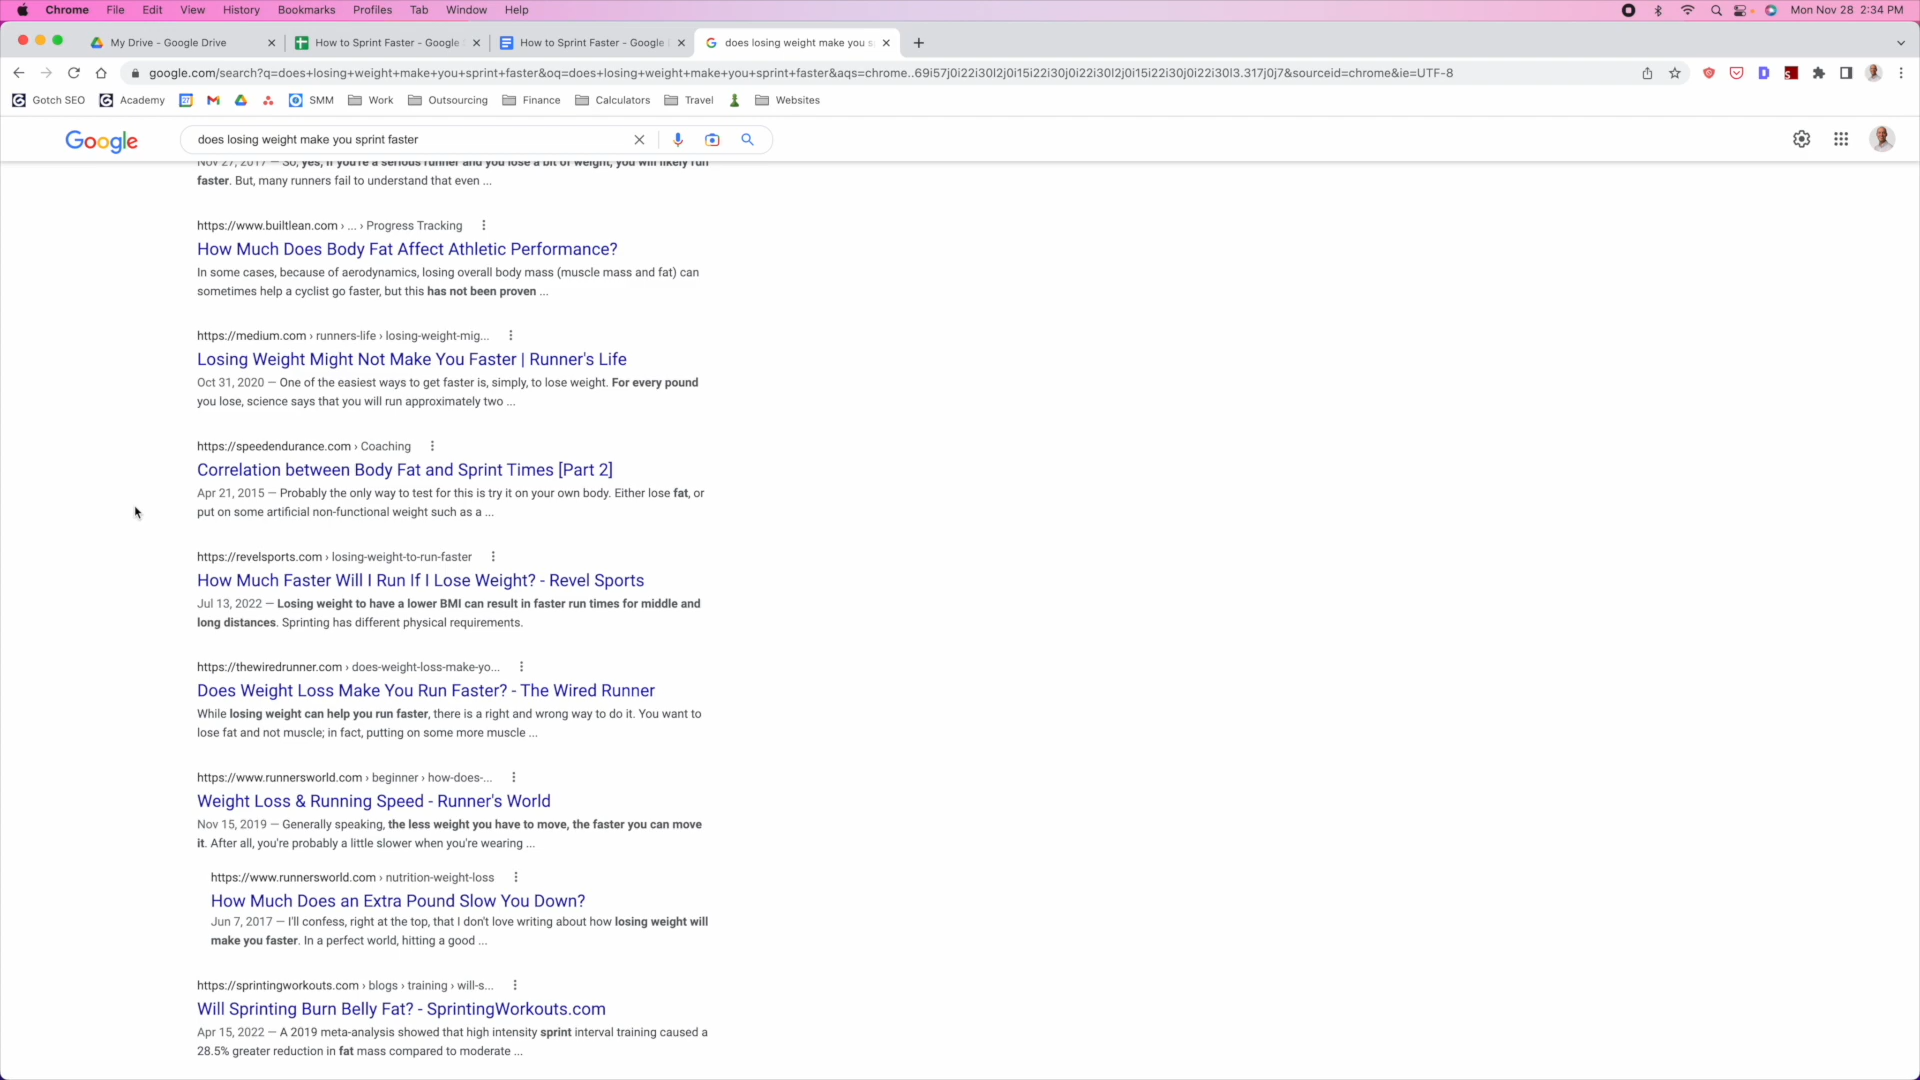 Chrome File Edit View History Bookmarks Profiles Tab Window Help Mon Nov 28 2:34 PM
My Drive - Google Drive How to Sprint Faster - Google How to Sprint Faster - Google does losing weight make you s
google.com/search?q=does+losing+weight+make+you+sprint+faster&oq=does+losing+weight+make+you+sprint+faster&aqs=chrome..69i57j0i22i30l2j0i15i22i30j0i22i30l2j0i15i22i30j0i22i30l3.317j0j7&sourceid=chrome&ie=UTF-8
Gotch SEO Academy SMM Work Outsourcing Finance Calculators Travel Websites
Google does losing weight make you sprint faster
Nov 27, 2017 — So, yes, if you're a serious runner and you lose a bit of weight, you will likely run
faster. But, many runners fail to understand that even ...
https://www.builtlean.com › ... › Progress Tracking
How Much Does Body Fat Affect Athletic Performance?
In some cases, because of aerodynamics, losing overall body mass (muscle mass and fat) can
sometimes help a cyclist go faster, but this has not been proven ...
https://medium.com › runners-life › losing-weight-mig...
Losing Weight Might Not Make You Faster | Runner's Life
Oct 31, 2020 — One of the easiest ways to get faster is, simply, to lose weight. For every pound
you lose, science says that you will run approximately two ...
https://speedendurance.com › Coaching
Correlation between Body Fat and Sprint Times [Part 2]
Apr 21, 2015 — Probably the only way to test for this is try it on your own body. Either lose fat, or
put on some artificial non-functional weight such as a ...
https://revelsports.com › losing-weight-to-run-faster
How Much Faster Will I Run If I Lose Weight? - Revel Sports
Jul 13, 2022 — Losing weight to have a lower BMI can result in faster run times for middle and
long distances. Sprinting has different physical requirements.
https://thewiredrunner.com › does-weight-loss-make-yo...
Does Weight Loss Make You Run Faster? - The Wired Runner
While losing weight can help you run faster, there is a right and wrong way to do it. You want to
lose fat and not muscle; in fact, putting on some more muscle ...
https://www.runnersworld.com › beginner › how-does-...
Weight Loss & Running Speed - Runner's World
Nov 15, 2019 — Generally speaking, the less weight you have to move, the faster you can move
it. After all, you're probably a little slower when you're wearing ...
https://www.runnersworld.com › nutrition-weight-loss
How Much Does an Extra Pound Slow You Down?
Jun 7, 2017 — I'll confess, right at the top, that I don't love writing about how losing weight will
make you faster. In a perfect world, hitting a good ...
https://sprintingworkouts.com › blogs › training › will-s...
Will Sprinting Burn Belly Fat? - SprintingWorkouts.com
Apr 15, 2022 — A 2019 meta-analysis showed that high intensity sprint interval training caused a
28.5% greater reduction in fat mass compared to moderate ...